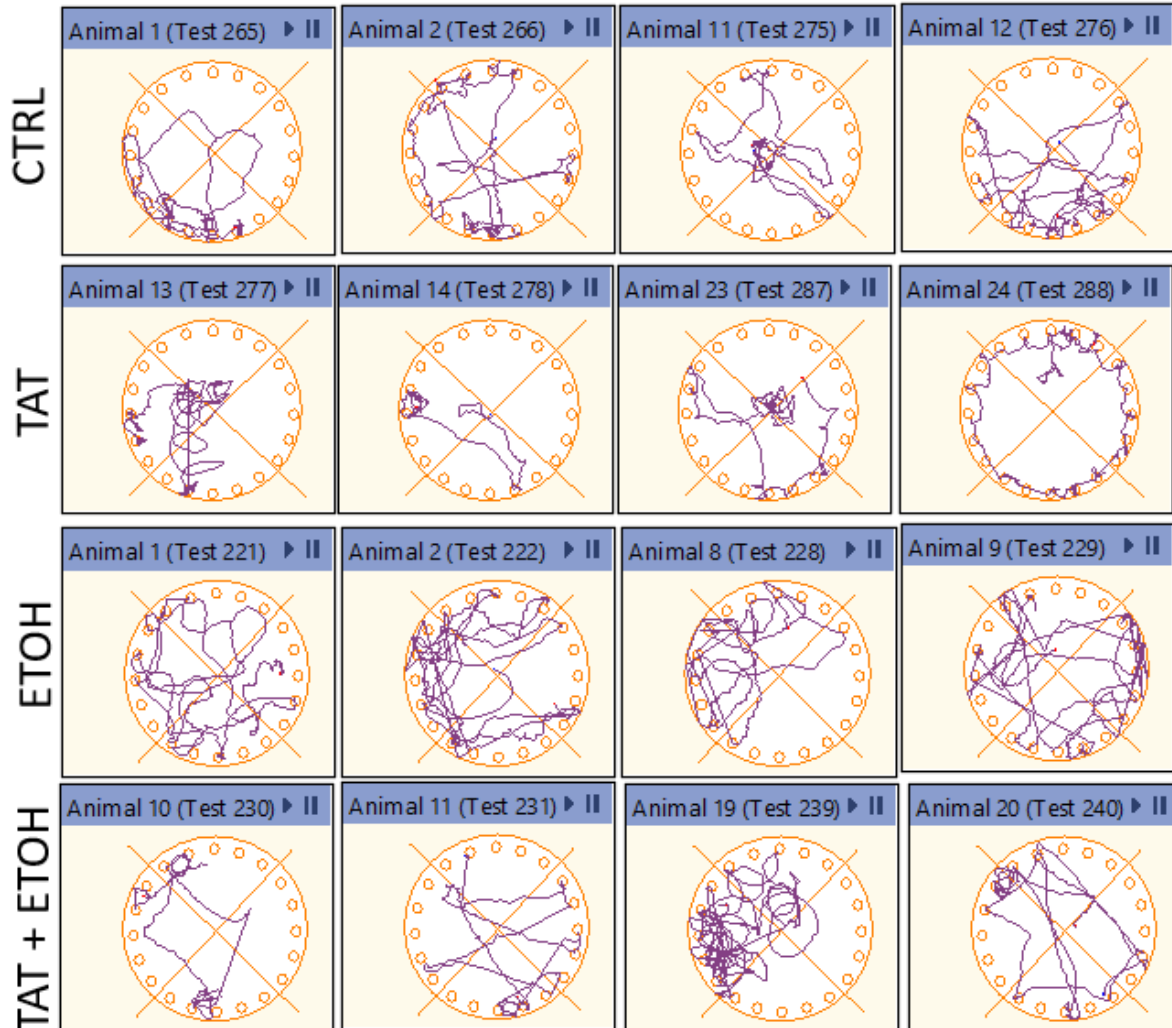 CTRL
Animal 1 (Test 265)
Animal 2 (Test 266)
Animal 11 (Test 275)
Animal 12 (Test 276)
TAT
Animal 13 (Test 277)
Animal 14 (Test 278)
Animal 23 (Test 287)
Animal 24 (Test 288)
ETOH
Animal 1 (Test 221)
Animal 2 (Test 222)
Animal 8 (Test 228)
Animal 9 (Test 229)
TAT + ETOH
Animal 10 (Test 230)
Animal 11 (Test 231)
Animal 19 (Test 239)
Animal 20 (Test 240)